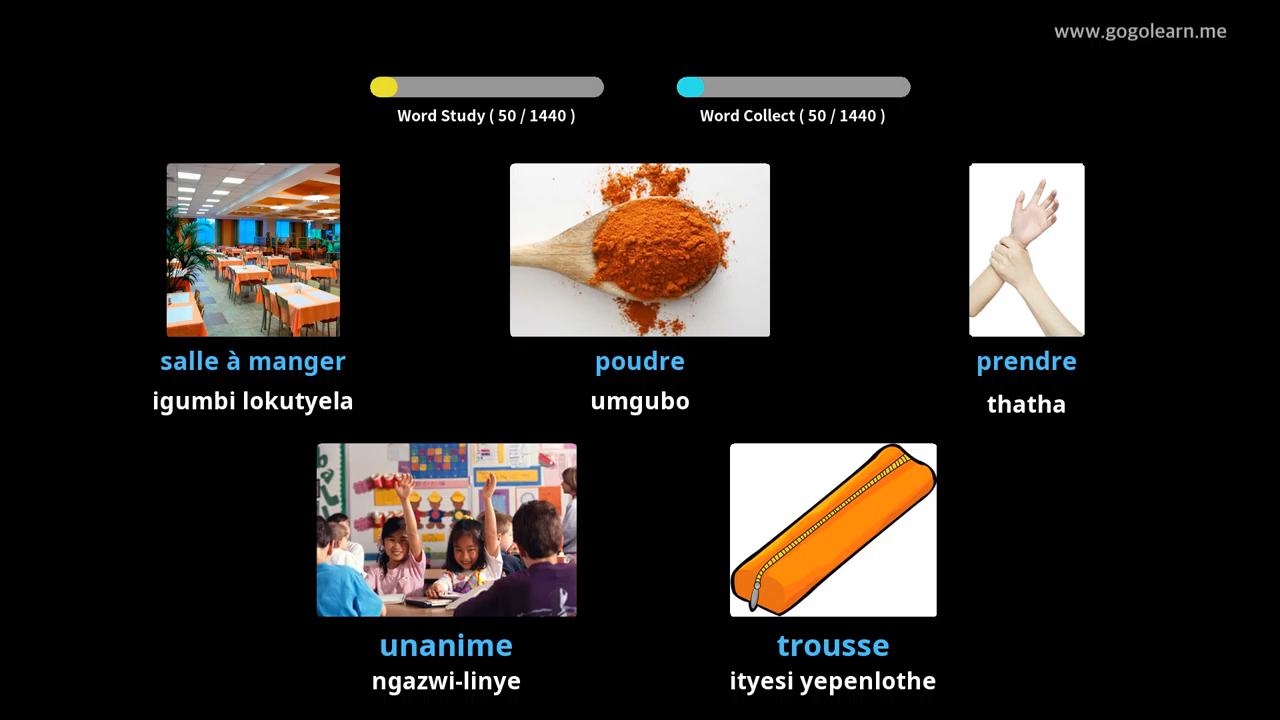 www.gogolearn.me
Word Study ( 50 / 1440 )
Word Collect ( 50 / 1440 )
salle à manger
igumbi lokutyela
poudre
umgubo
prendre
thatha
unanime
ngazwi-linye
trousse
ityesi yepenlothe